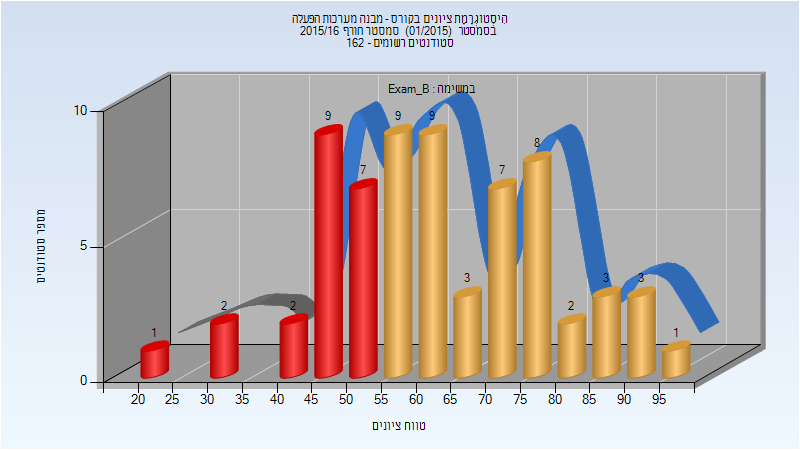 היסטוגרמת ציונים בקורס - מבנה מערכות הפעלה
בסמסטר (01/2015) סמסטר חורף 2015/16
סטודנטים רשומים - 162
במשימה : Exam_B
מספר סטודנטים
10
5
0
1
2
2
9
7
9
9
3
7
8
2
3
3
1
20 25 30 35 40 45 50 55 60 65 70 75 80 85 90 95
טווח ציונים